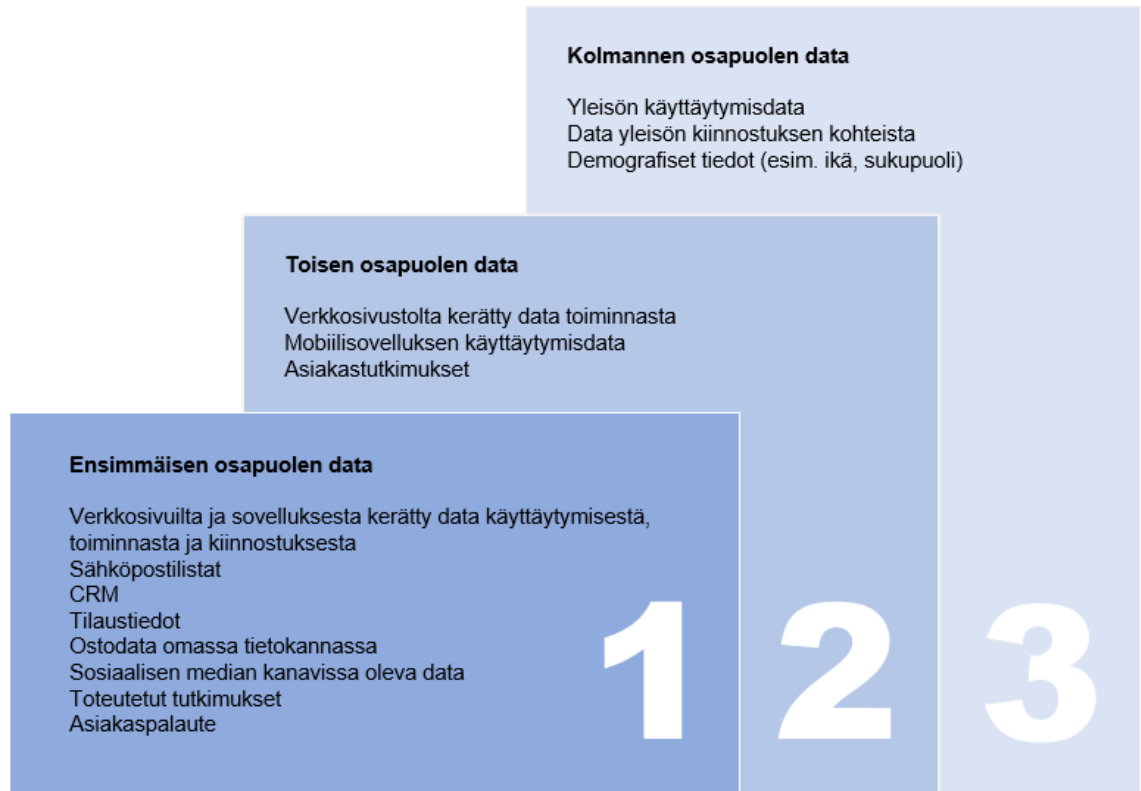 Kolmannen osapuolen data
Yleisön käyttäytymisdata
Data yleisön kiinnostuksen kohteista
Demografiset tiedot (esim. ikä, sukupuoli)
Toisen osapuolen data
Verkkosivustolta kerätty data toiminnasta
Mobiilisovelluksen käyttäytymisdata
Asiakastutkimukset
Ensimmäisen osapuolen data
Verkkosivuilta ja sovelluksesta kerätty data käyttäytymisestä,
toiminnasta ja kiinnostuksesta
Sähköpostilistat
CRM
Tilaustiedot
Ostodata omassa tietokannassa
Sosiaalisen median kanavissa oleva data
Toteutetut tutkimukset
Asiakaspalaute
1 2 3